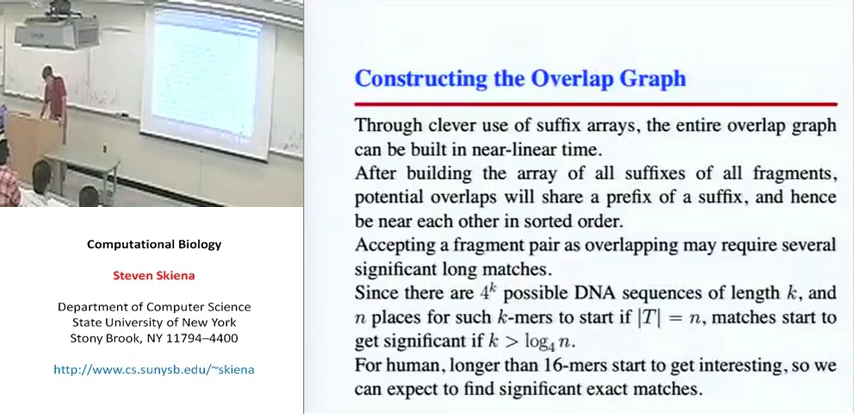 Computational Biology
Steven Skiena
Department of Computer Science
State University of New York
Stony Brook, NY 11794–4400
http://www.cs.sunysb.edu/~skiena
Constructing the Overlap Graph
Through clever use of suffix arrays, the entire overlap graph
can be built in near-linear time.
After building the array of all suffixes of all fragments,
potential overlaps will share a prefix of a suffix, and hence
be near each other in sorted order.
Accepting a fragment pair as overlapping may require several
significant long matches.
Since there are 4^k possible DNA sequences of length k, and
n places for such k-mers to start if |T| = n, matches start to
get significant if k > log₄ n.
For human, longer than 16-mers start to get interesting, so we
can expect to find significant exact matches.